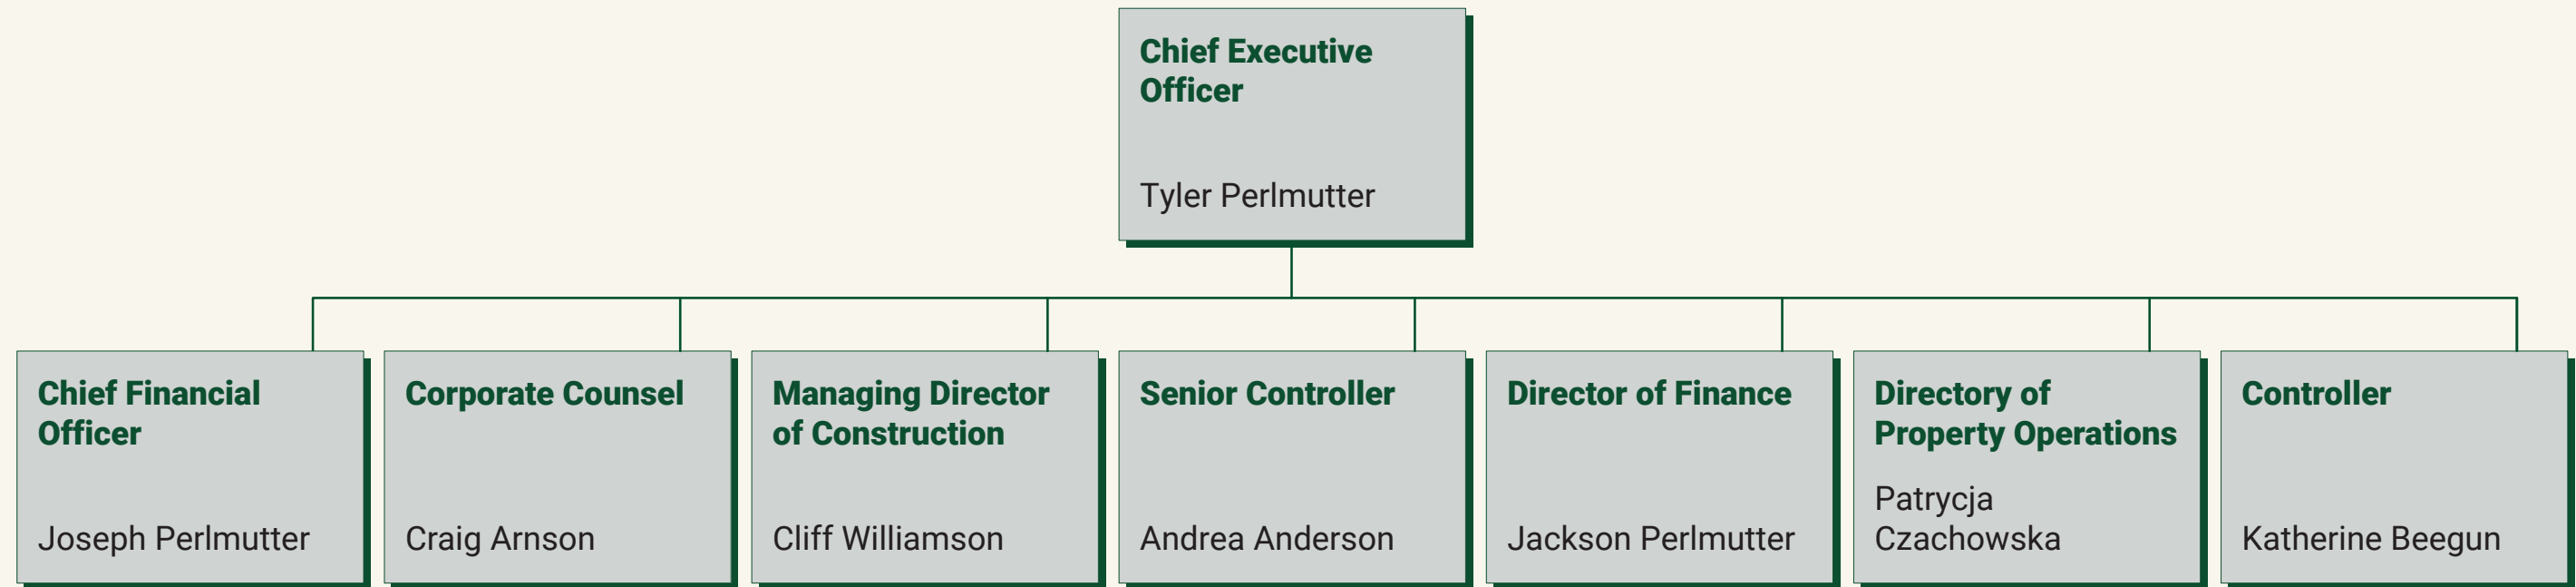 Chief Executive
Officer
Tyler Perlmutter
Chief Financial
Officer
Joseph Perlmutter
Corporate Counsel
Craig Arnson
Managing Director
of Construction
Cliff Williamson
Senior Controller
Andrea Anderson
Director of Finance
Jackson Perlmutter
Directory of
Property Operations
Patrycja
Czachowska
Controller
Katherine Beegun